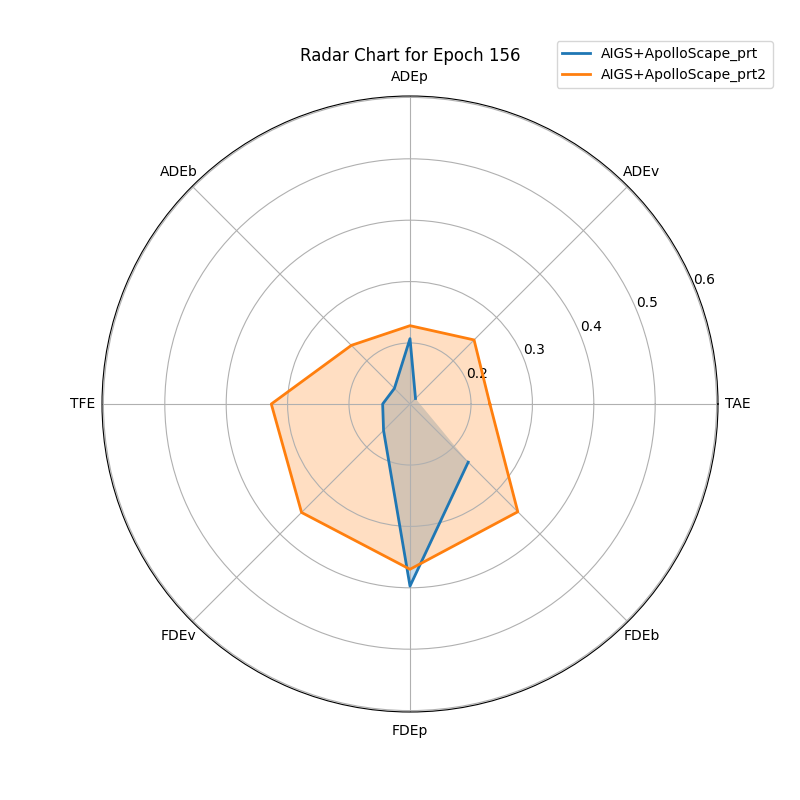 Radar Chart for Epoch 156
AIGS+ApolloScape_prt
AIGS+ApolloScape_prt2
ADEp
ADEb
ADEv
0.6
0.5
0.4
0.3
0.2
TFE
TAE
FDEv
FDEb
FDEp